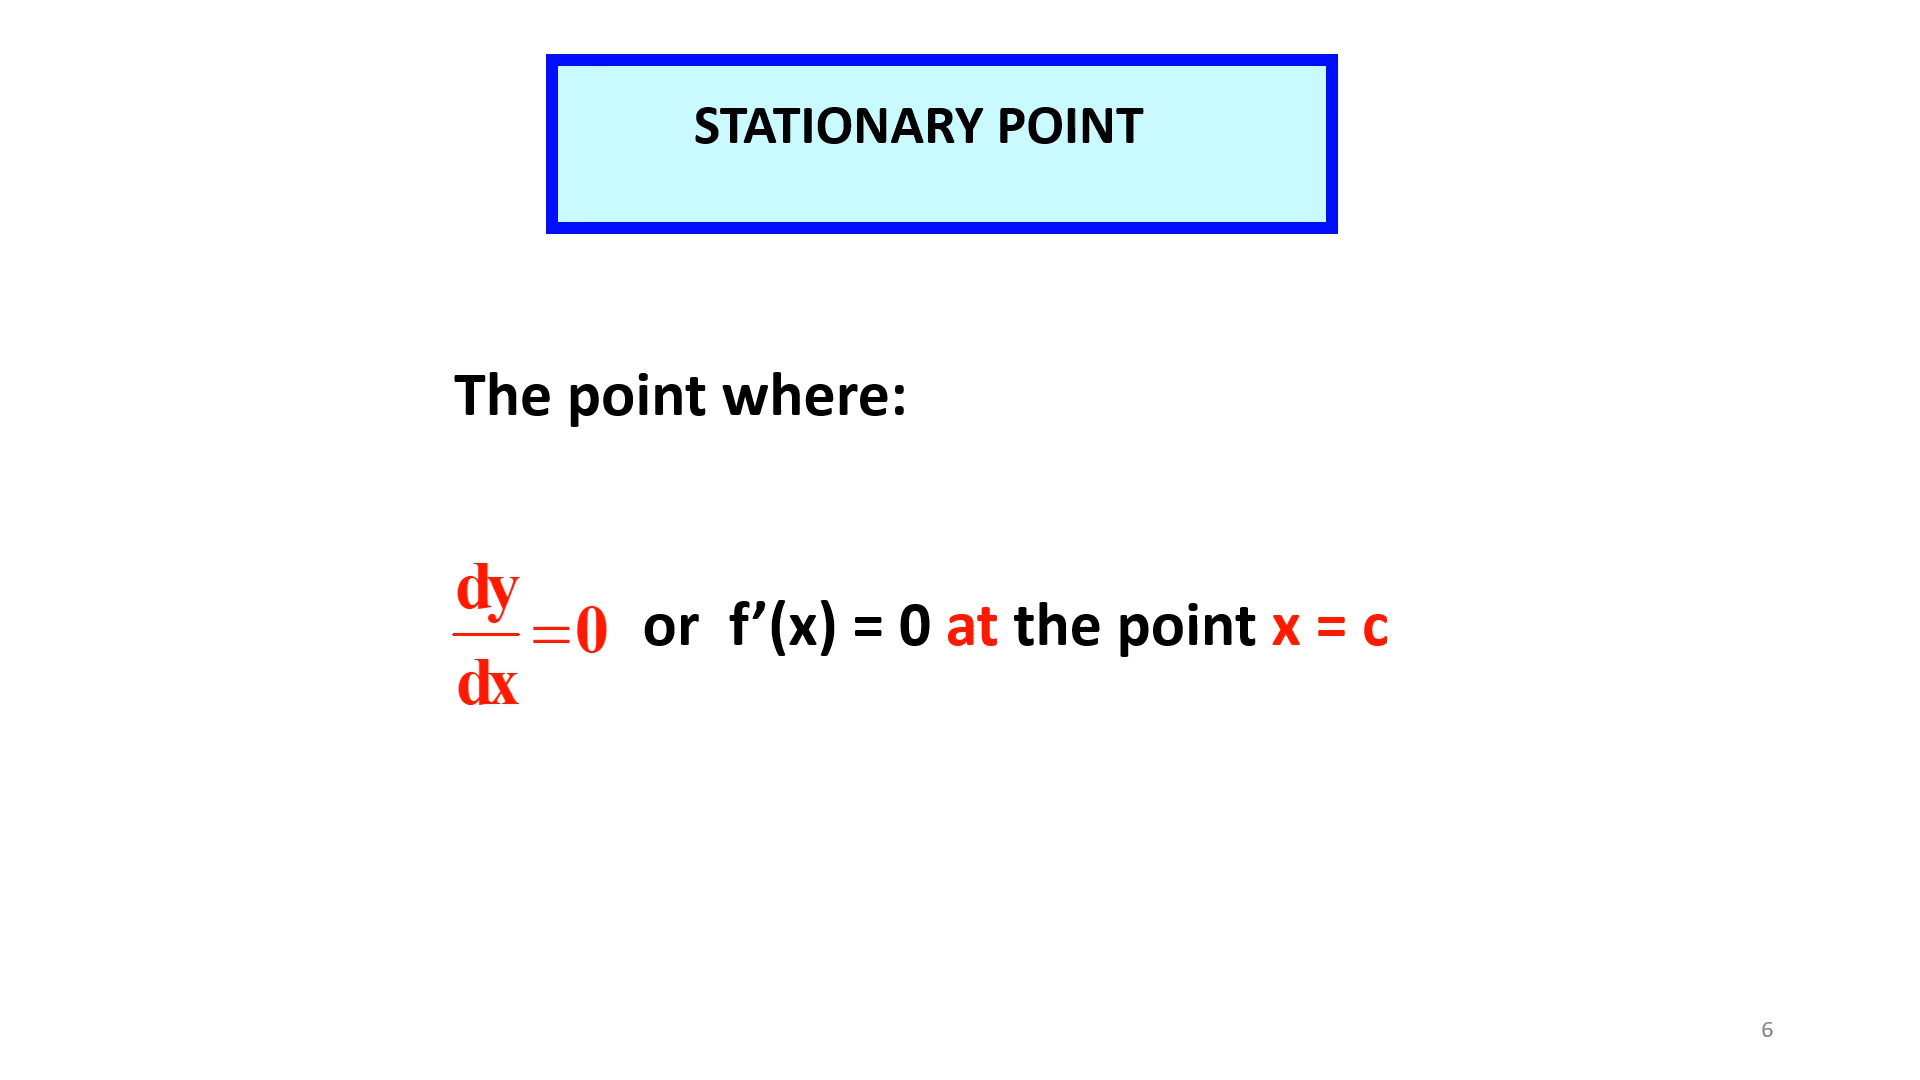 STATIONARY POINT
The point where:
dy/dx =0 or f’(x) = 0 at the point x = c
6